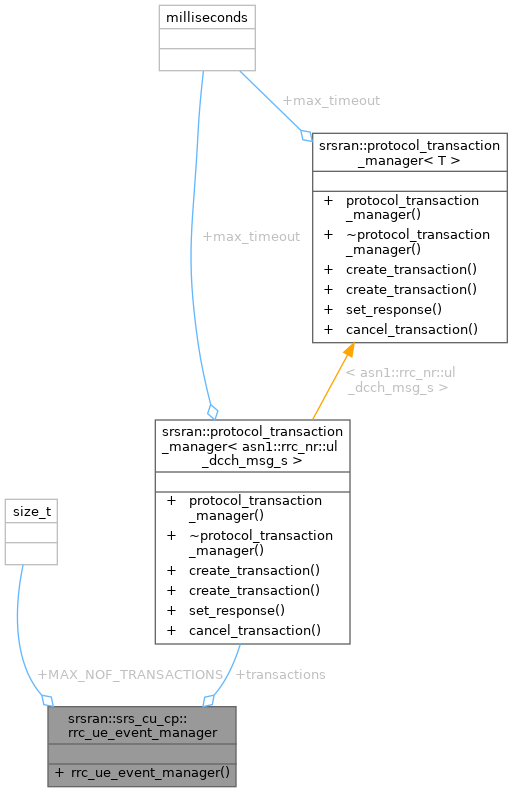 milliseconds
+max_timeout
srsran::protocol_transaction
_manager< T >
+ protocol_transaction
_manager()
+ ~protocol_transaction
_manager()
+ create_transaction()
+ create_transaction()
+ set_response()
+ cancel_transaction()
+max_timeout
< asn1::rrc_nr::ul
_dcch_msg_s >
srsran::protocol_transaction
_manager< asn1::rrc_nr::ul
_dcch_msg_s >
+ protocol_transaction
_manager()
+ ~protocol_transaction
_manager()
+ create_transaction()
+ create_transaction()
+ set_response()
+ cancel_transaction()
size_t
+MAX_NOF_TRANSACTIONS
+transactions
srsran::srs_cu_cp::
rrc_ue_event_manager
+ rrc_ue_event_manager()